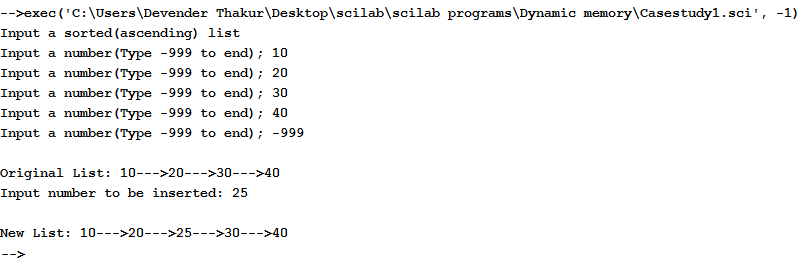 -->exec('C:\Users\Devender Thakur\Desktop\scilab\scilab programs\Dynamic memory\Casestudy1.sci', -1)
Input a sorted(ascending) list
Input a number(Type -999 to end); 10
Input a number(Type -999 to end); 20
Input a number(Type -999 to end); 30
Input a number(Type -999 to end); 40
Input a number(Type -999 to end); -999
Original List: 10--->20--->30--->40
Input number to be inserted: 25
New List: 10--->20--->25--->30--->40
-->